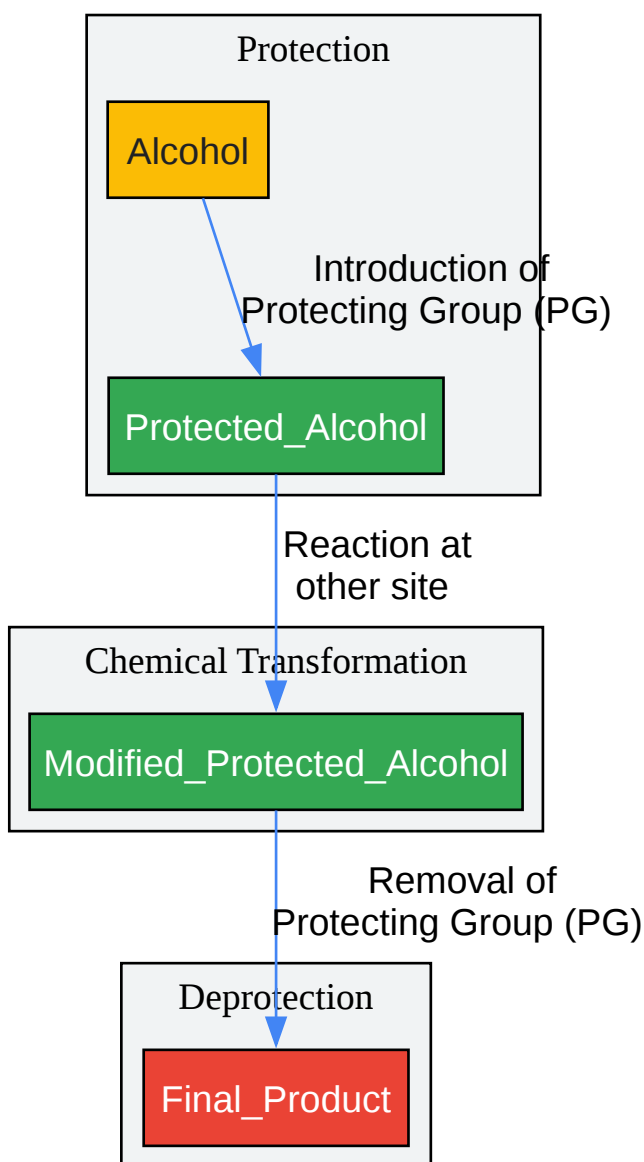 Protection
Alcohol
Introduction of
Protecting Group (PG)
Protected_Alcohol
Reaction at
other site
Chemical Transformation
Modified_Protected_Alcohol
Removal of
Protecting Group (PG)
Deprotection
Final_Product